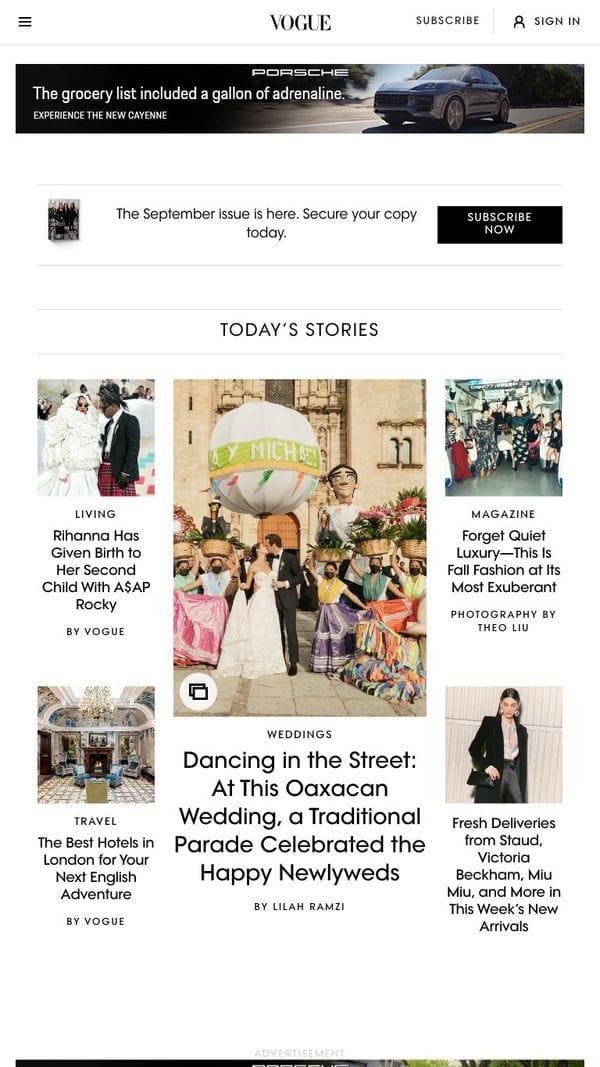 VOGUE
SUBSCRIBE
SIGN IN
PORSCHE
The grocery list included a gallon of adrenaline.
EXPERIENCE THE NEW CAYENNE
The September issue is here. Secure your copy
today.
SUBSCRIBE
NOW
TODAY’S STORIES
LIVING
Rihanna Has
Given Birth to
Her Second
Child With A$AP
Rocky
BY VOGUE
TRAVEL
The Best Hotels in
London for Your
Next English
Adventure
BY VOGUE
A Y MICHAE
WEDDINGS
Dancing in the Street:
At This Oaxacan
Wedding, a Traditional
Parade Celebrated the
Happy Newlyweds
BY LILAH RAMZI
MAGAZINE
Forget Quiet
Luxury—This Is
Fall Fashion at Its
Most Exuberant
PHOTOGRAPHY BY
THEO LIU
Fresh Deliveries
from Staud,
Victoria
Beckham, Miu
Miu, and More in
This Week’s New
Arrivals
ADVERTISEMENT
PORSCHE